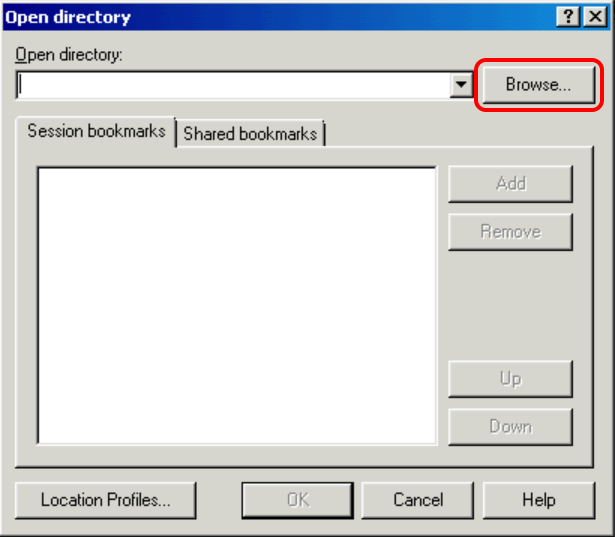 Open directory
Open directory:
Browse...
Session bookmarks
Shared bookmarks
Add
Remove
Up
Down
Location Profiles...
OK
Cancel
Help